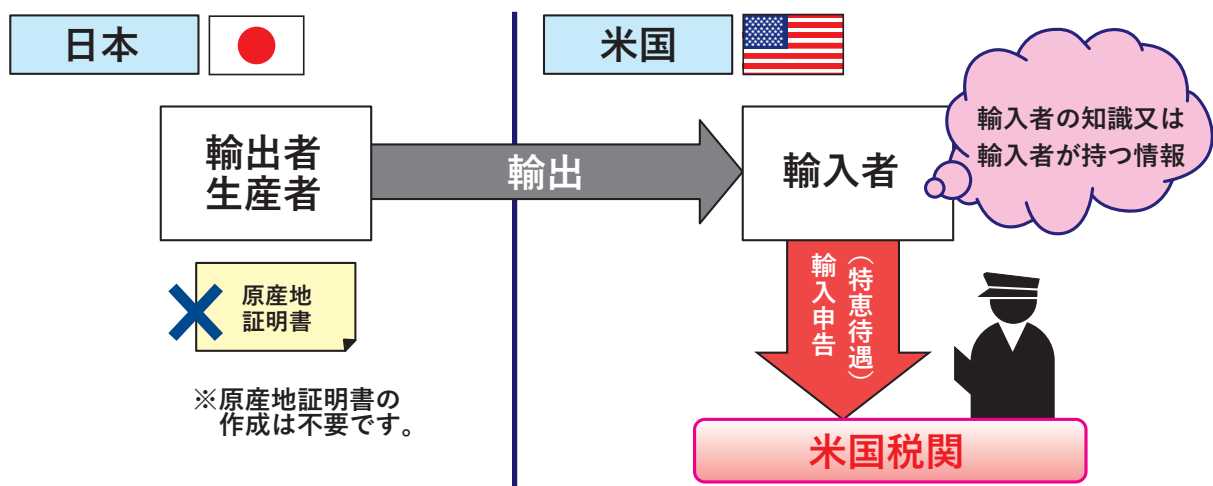 日本
米国
輸出者
生産者
輸出
輸入者
輸入者の知識又は
輸入者が持つ情報
原産地
証明書
※原産地証明書の
作成は不要です。
輸入申告
（特恵待遇）
米国税関